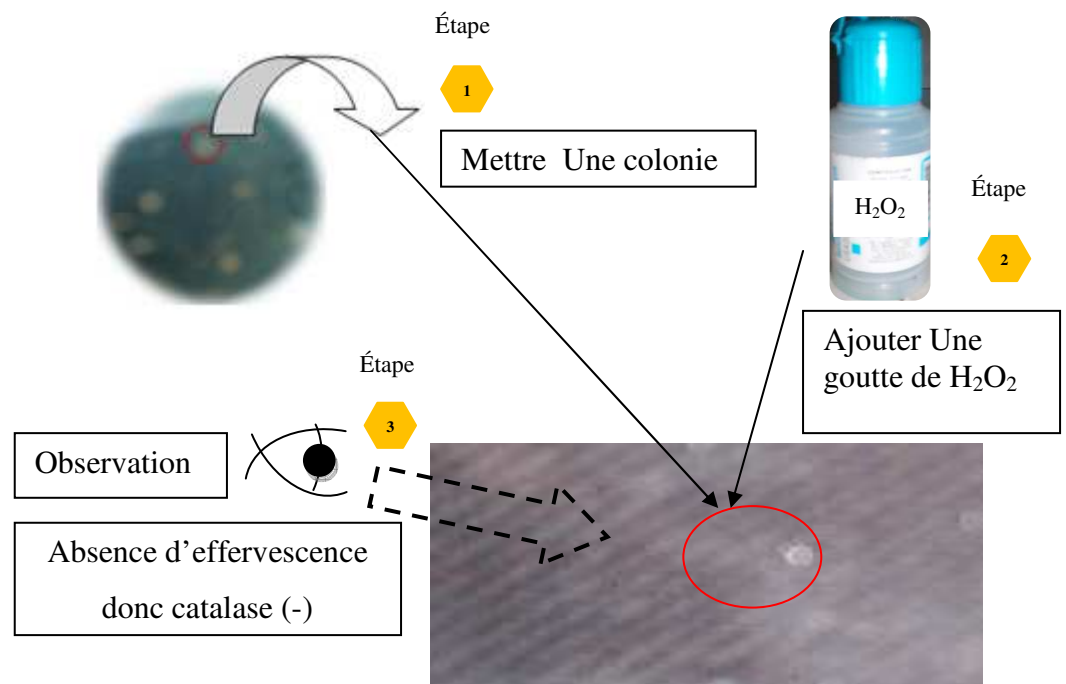 Étape
1
Mettre Une colonie
H₂O₂
Étape
2
Ajouter Une
goutte de H₂O₂
Étape
3
Observation
Absence d'effervescence
donc catalase (-)